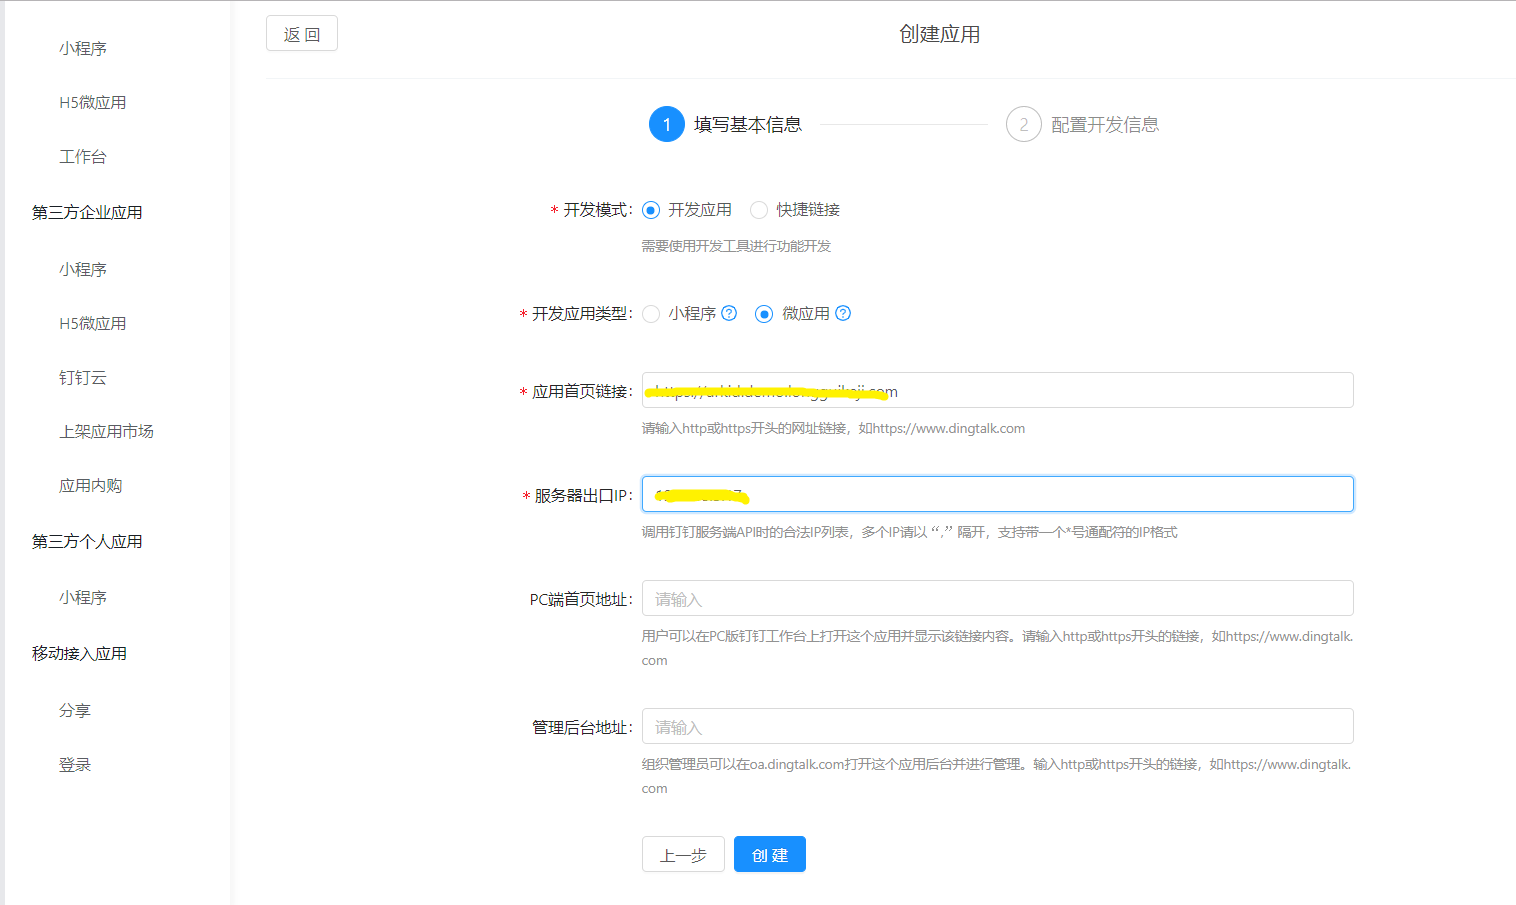 小程序
H5微应用
工作台
第三方企业应用
小程序
H5微应用
钉钉云
上架应用市场
应用内购
第三方个人应用
小程序
移动接入应用
分享
登录
返 回
创建应用
1 填写基本信息
2 配置开发信息
* 开发模式: 开发应用 快捷链接
需要使用开发工具进行功能开发
* 开发应用类型: 小程序 ? 微应用 ?
* 应用首页链接:
请输入http或https开头的网址链接，如https://www.dingtalk.com
* 服务器出口IP:
调用钉钉服务端API时的合法IP列表，多个IP请以“,”隔开，支持带一个*号通配符的IP格式
PC端首页地址: 请输入
用户可以在PC版钉钉工作台上打开这个应用并显示该链接内容。请输入http或https开头的链接，如https://www.dingtalk.
com
管理后台地址: 请输入
组织管理员可以在oa.dingtalk.com打开这个应用后台并进行管理。输入http或https开头的链接，如https://www.dingtalk.
com
上一步 创 建